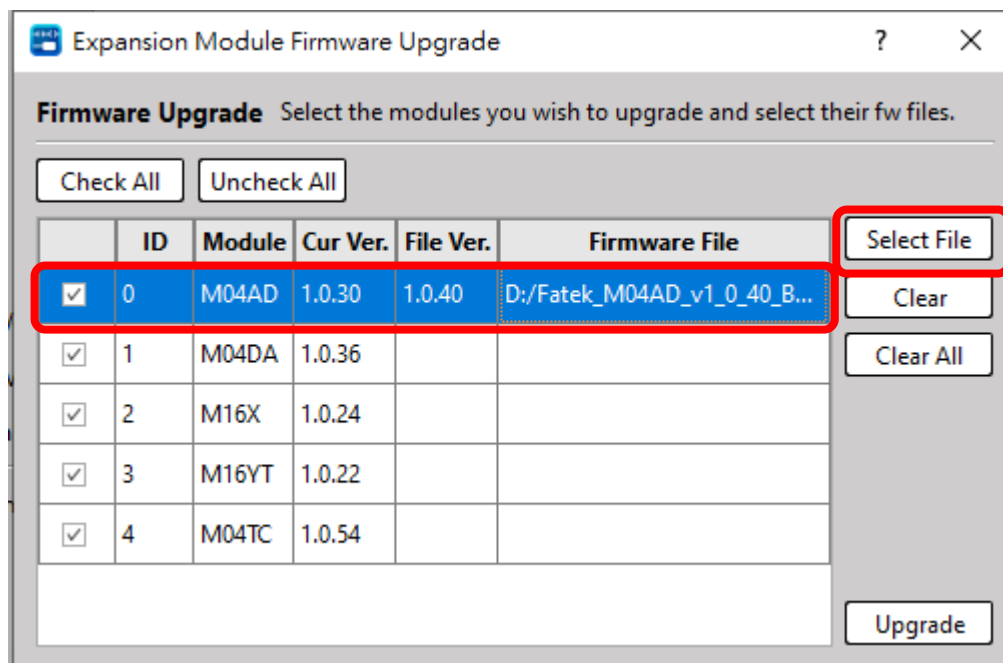 Expansion Module Firmware Upgrade ? ×
Firmware Upgrade Select the modules you wish to upgrade and select their fw files.
Check All Uncheck All
ID Module Cur Ver. File Ver. Firmware File Select File
0 M04AD 1.0.30 1.0.40 D:/Fatek_M04AD_v1_0_40_B... Clear
1 M04DA 1.0.36 Clear All
2 M16X 1.0.24
3 M16YT 1.0.22
4 M04TC 1.0.54
Upgrade